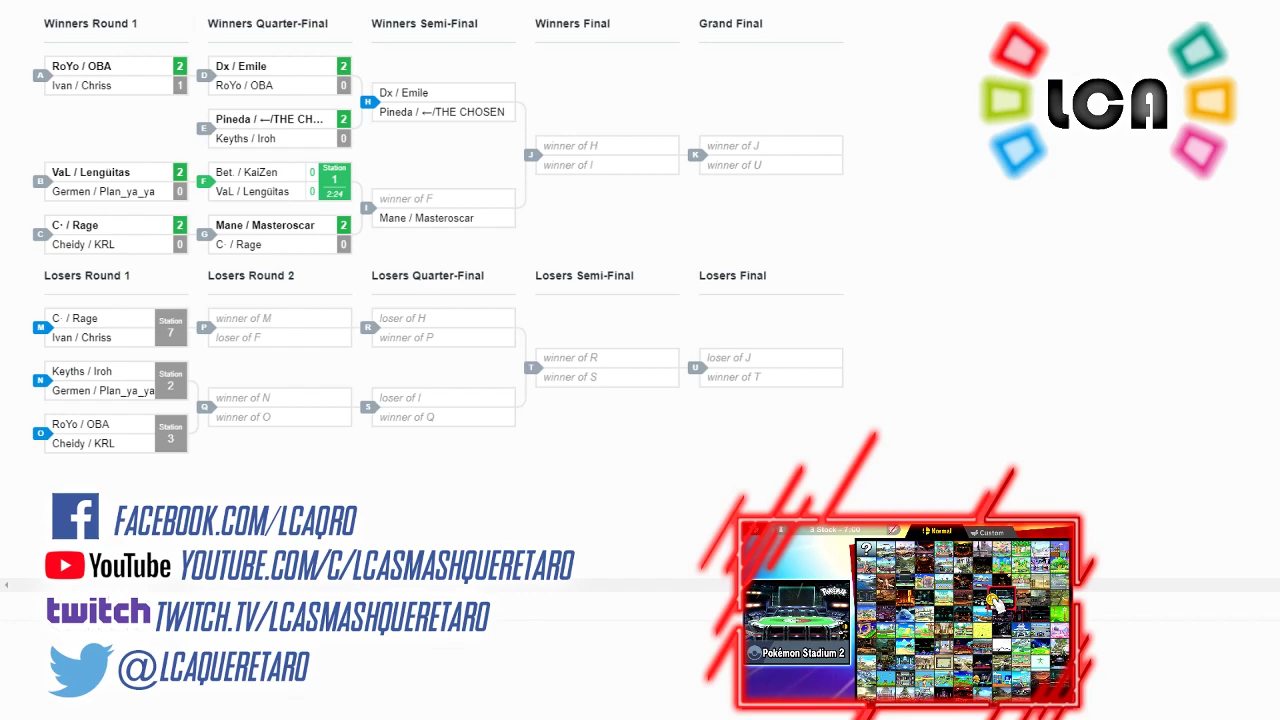 Winners Round 1
Winners Quarter-Final
Winners Semi-Final
Winners Final
Grand Final
A
RoYo / OBA 2
Ivan / Chriss 1
D
Dx / Emile 2
RoYo / OBA 0
H
Dx / Emile
Pineda / ←/THE CHOSEN
E
Pineda / ←/THE CH... 2
Keyths / Iroh 0
J
winner of H
winner of I
K
winner of J
winner of U
B
VaL / Lengüitas 2
Germen / Plan_ya_ya 0
F
Bet. / KaiZen 0
VaL / Lengüitas 0
Station
1
2:24
I
winner of F
Mane / Masteroscar
C
C· / Rage 2
Cheidy / KRL 0
G
Mane / Masteroscar 2
C· / Rage 0
Losers Round 1
Losers Round 2
Losers Quarter-Final
Losers Semi-Final
Losers Final
M
C· / Rage
Ivan / Chriss
Station
7
P
winner of M
loser of F
R
loser of H
winner of P
N
Keyths / Iroh
Germen / Plan_ya_ya
Station
2
T
winner of R
winner of S
U
loser of J
winner of T
Q
winner of N
winner of O
S
loser of I
winner of Q
O
RoYo / OBA
Cheidy / KRL
Station
3
LCA
FACEBOOK.COM/LCAQRO
YouTube YOUTUBE.COM/C/LCASMASHQUERETARO
twitch TWITCH.TV/LCASMASHQUERETARO
@LCAQUERETARO
3 Stock - 7:00
Normal
Custom
?
Pokémon
Pokémon Stadium 2